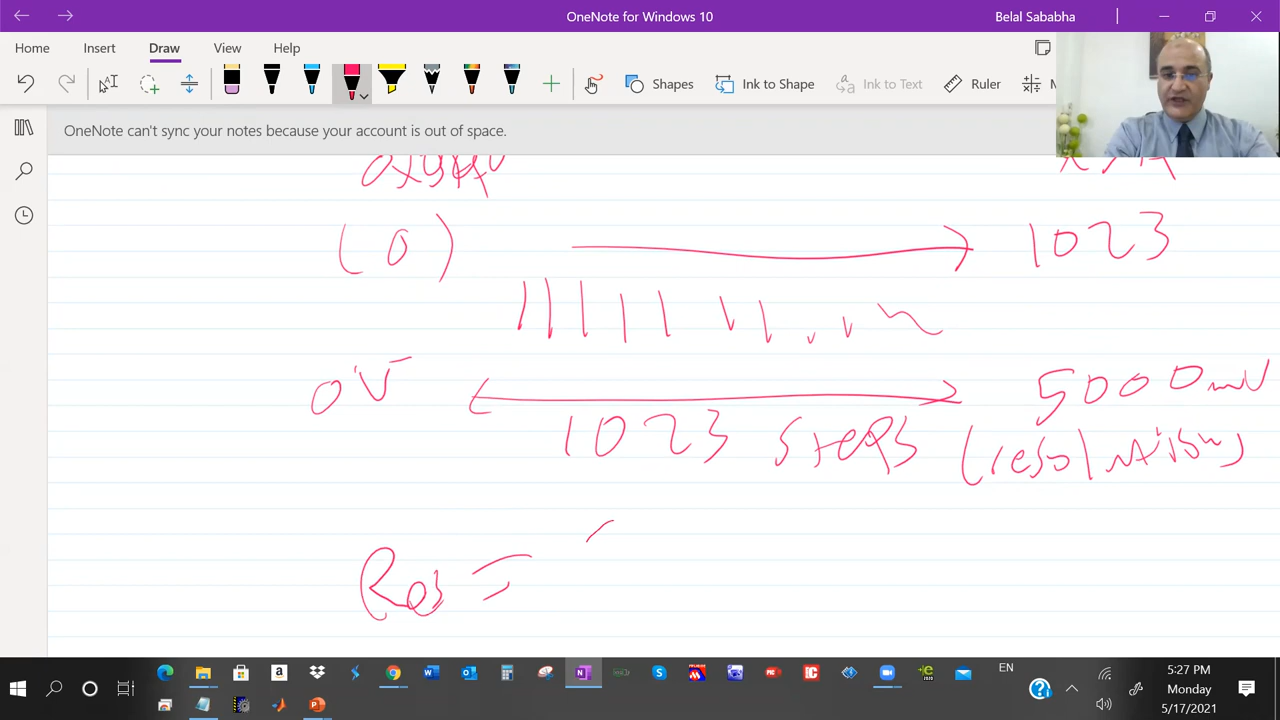 OneNote for Windows 10
Belal Sababha
Home Insert Draw View Help
Shapes Ink to Shape Ink to Text Ruler M
OneNote can't sync your notes because your account is out of space.
(0) 1023
0V 5000mV
1023 steps (resolutions)
Res =
EN
5:27 PM
Monday
5/17/2021